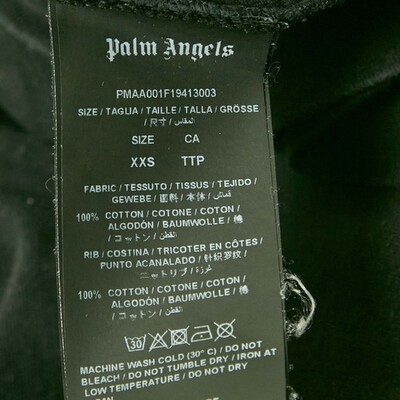 Palm Angels
PMAA001F19413003
SIZE / TAGLIA / TAILLE / TALLA / GRÖSSE
/ 尺寸 / المقاس /
SIZE CA
XXS TTP
FABRIC / TESSUTO / TISSUS / TEJIDO /
GEWEBE / 面料 / 本体 / قماش /
100% COTTON / COTONE / COTON /
ALGODÓN / BAUMWOLLE / 棉
/ コットン / القطن /
RIB / COSTINA / TRICOTER EN CÔTES /
PUNTO ACANALADO / 针织罗纹 /
ニットリブ / غرزة /
100% COTTON / COTONE / COTON
/ ALGODÓN / BAUMWOLLE / 棉
/ コットン / القطن /
30
MACHINE WASH COLD (30° C) / DO NOT
BLEACH / DO NOT TUMBLE DRY / IRON AT
LOW TEMPERATURE / DO NOT DRY